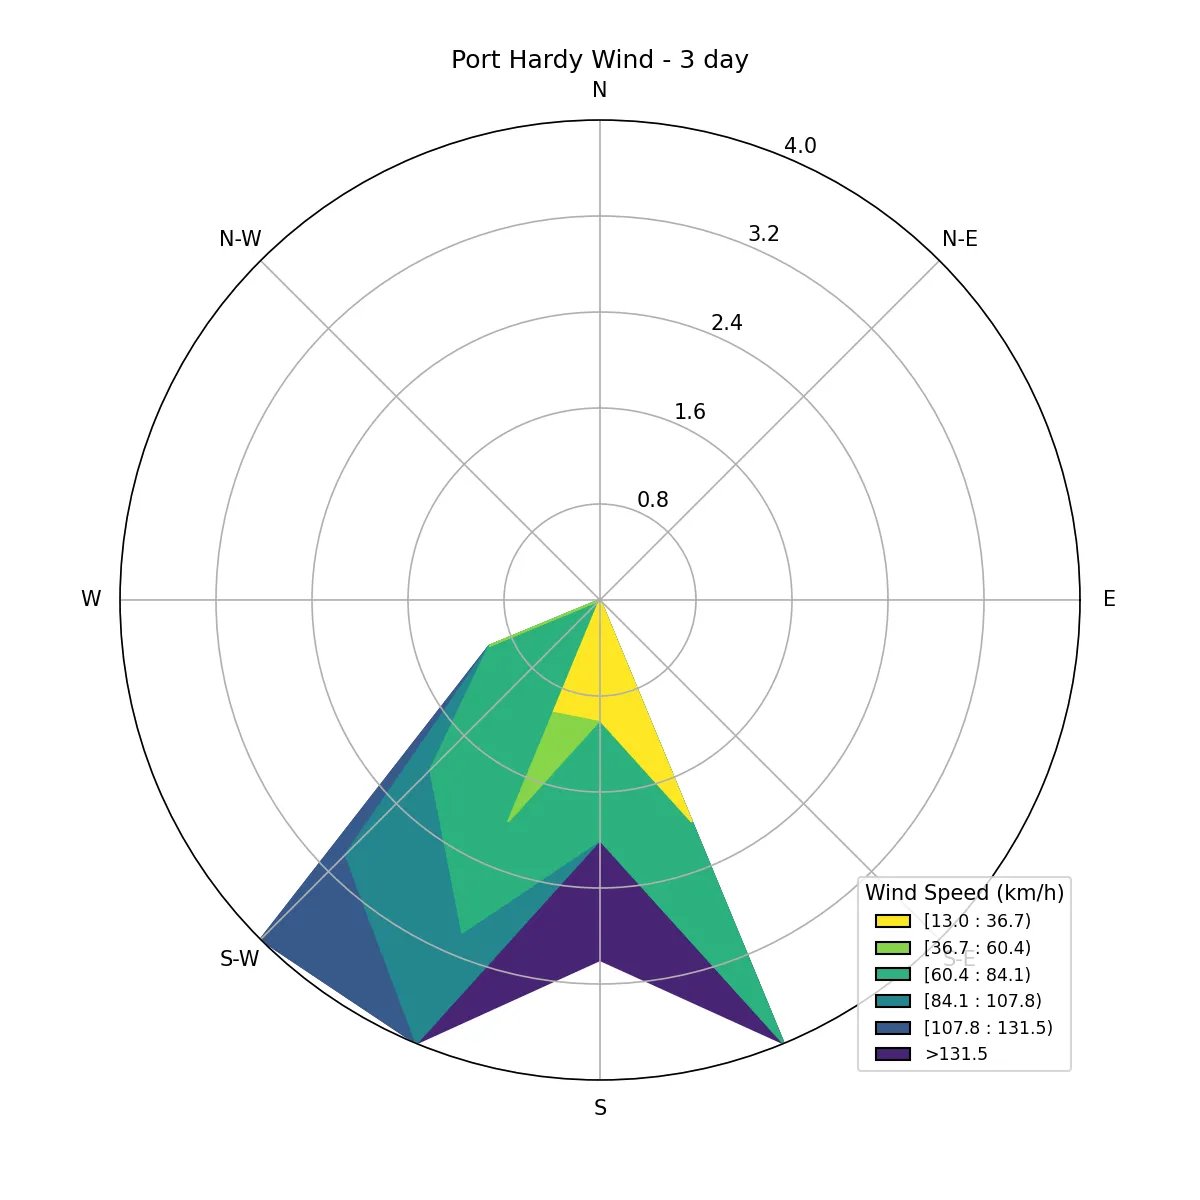 Port Hardy Wind - 3 day
N
4.0
3.2
N-W
N-E
2.4
1.6
0.8
W
E
Wind Speed (km/h)
[13.0 : 36.7)
[36.7 : 60.4)
S-W
S-E
[60.4 : 84.1)
[84.1 : 107.8)
[107.8 : 131.5)
>131.5
S